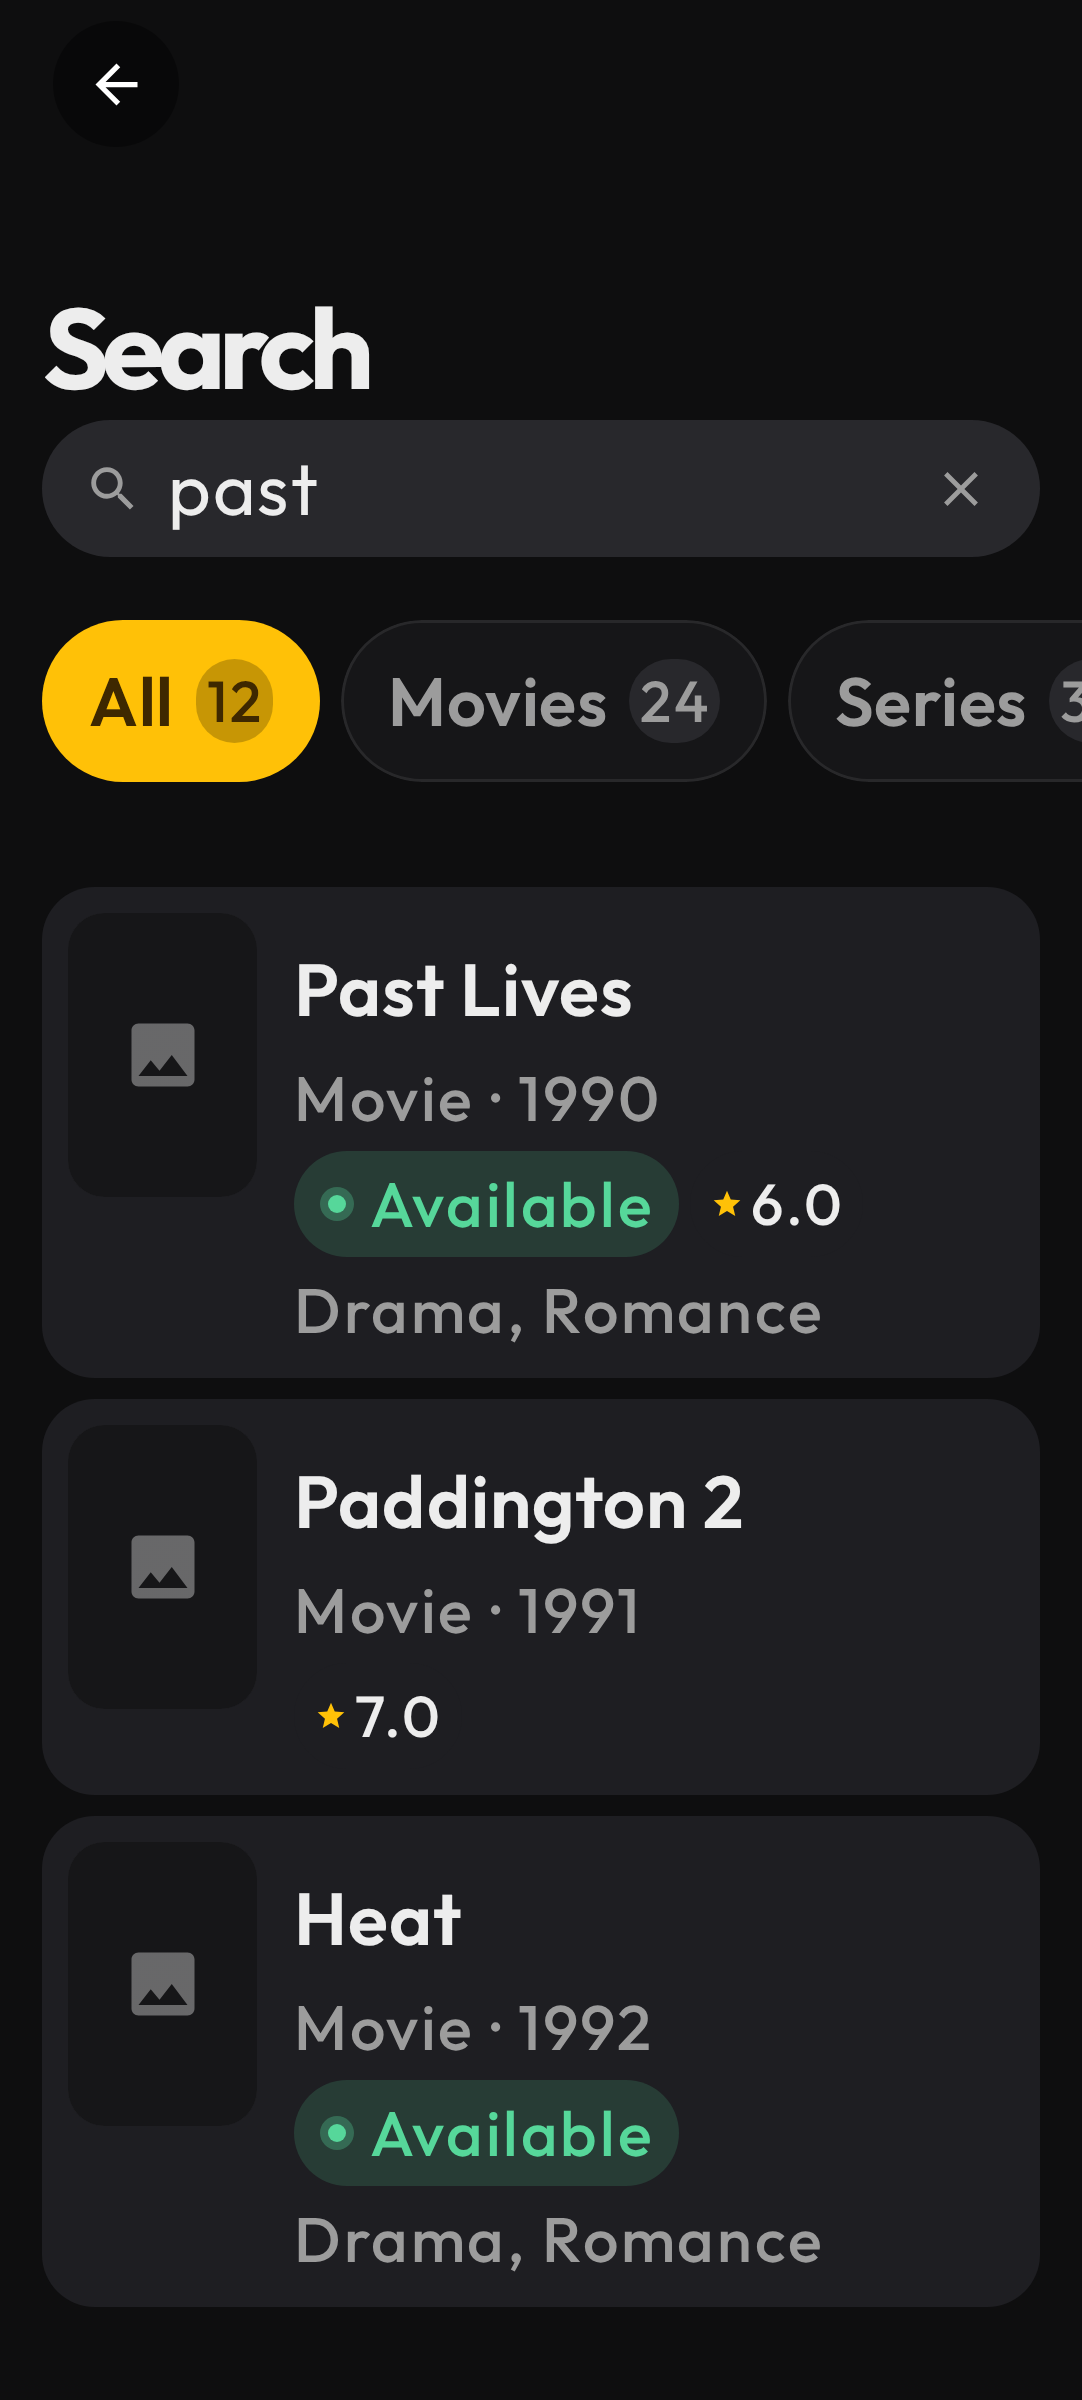 Search
past
All 12 Movies 24 Series
Past Lives
Movie · 1990
Available 6.0
Drama, Romance
Paddington 2
Movie · 1991
7.0
Heat
Movie · 1992
Available
Drama, Romance